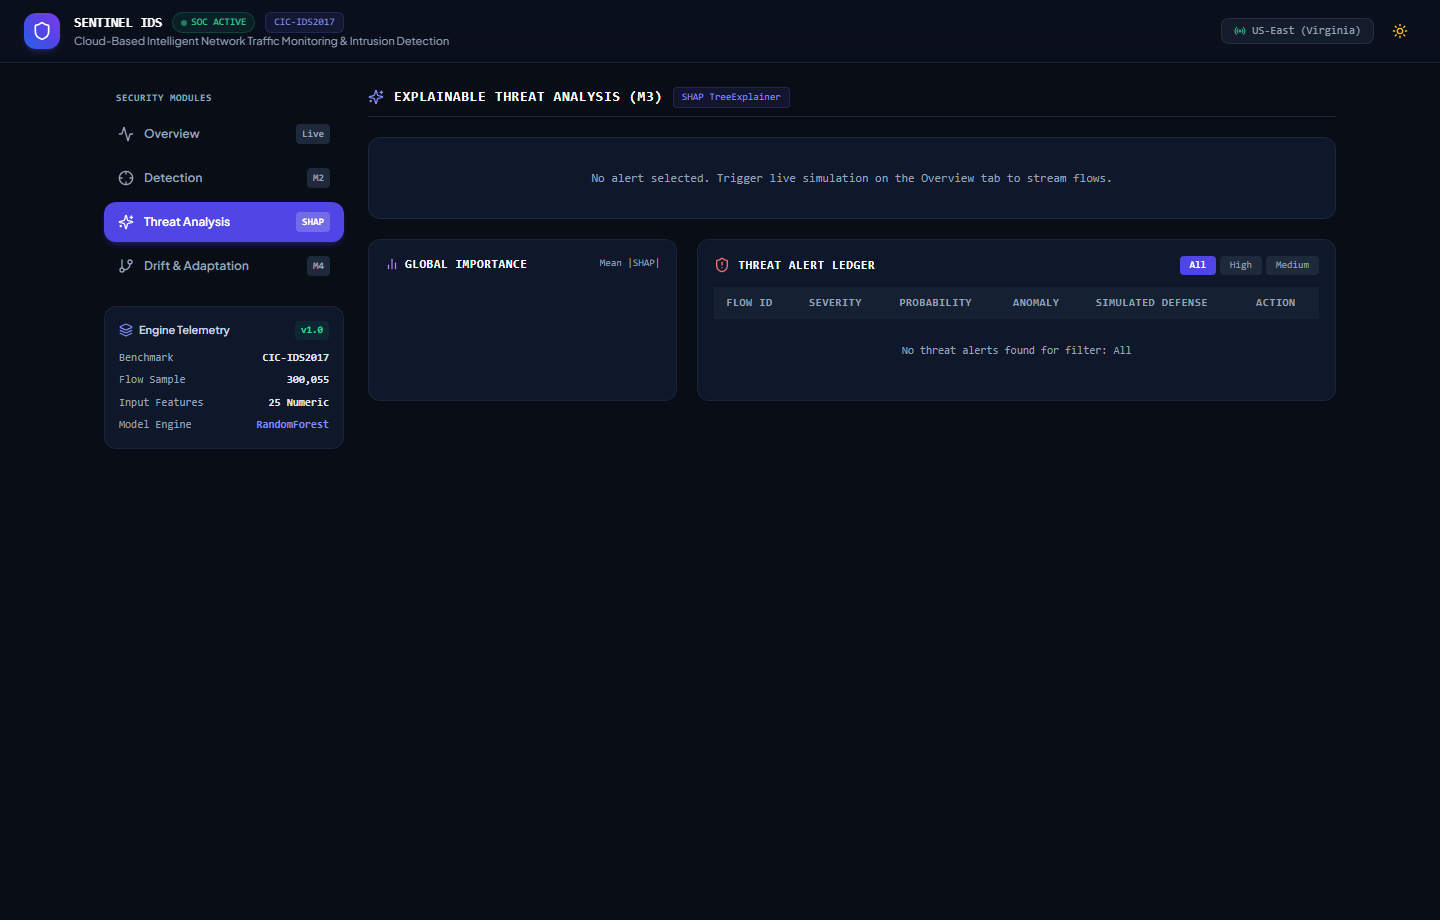 SENTINEL IDS SOC ACTIVE CIC-IDS2017
Cloud-Based Intelligent Network Traffic Monitoring & Intrusion Detection
US-East (Virginia)
SECURITY MODULES
Overview Live
Detection M2
Threat Analysis SHAP
Drift & Adaptation M4
Engine Telemetry v1.0
Benchmark CIC-IDS2017
Flow Sample 300,055
Input Features 25 Numeric
Model Engine RandomForest
EXPLAINABLE THREAT ANALYSIS (M3) SHAP TreeExplainer
No alert selected. Trigger live simulation on the Overview tab to stream flows.
GLOBAL IMPORTANCE Mean |SHAP|
THREAT ALERT LEDGER All High Medium
FLOW ID SEVERITY PROBABILITY ANOMALY SIMULATED DEFENSE ACTION
No threat alerts found for filter: All